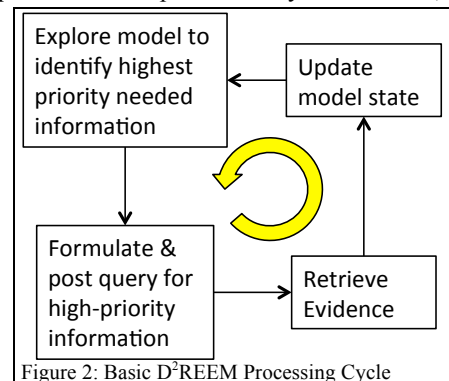 Explore model to
identify highest
priority needed
information
Update
model state
Formulate &
post query for
high-priority
information
Retrieve
Evidence
Figure 2: Basic D²REEM Processing Cycle